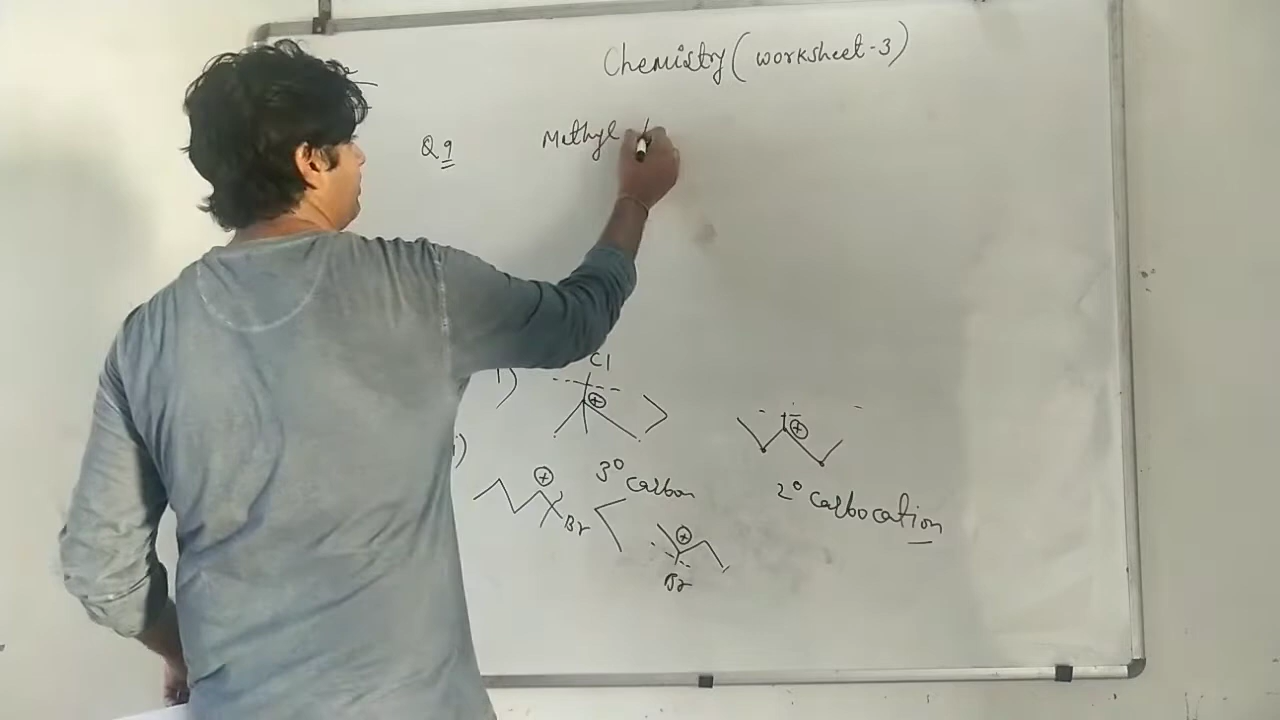 Chemistry (worksheet-3)
Q9 Methyl
Cl
3° carbon
2° carbocation
Br
Br